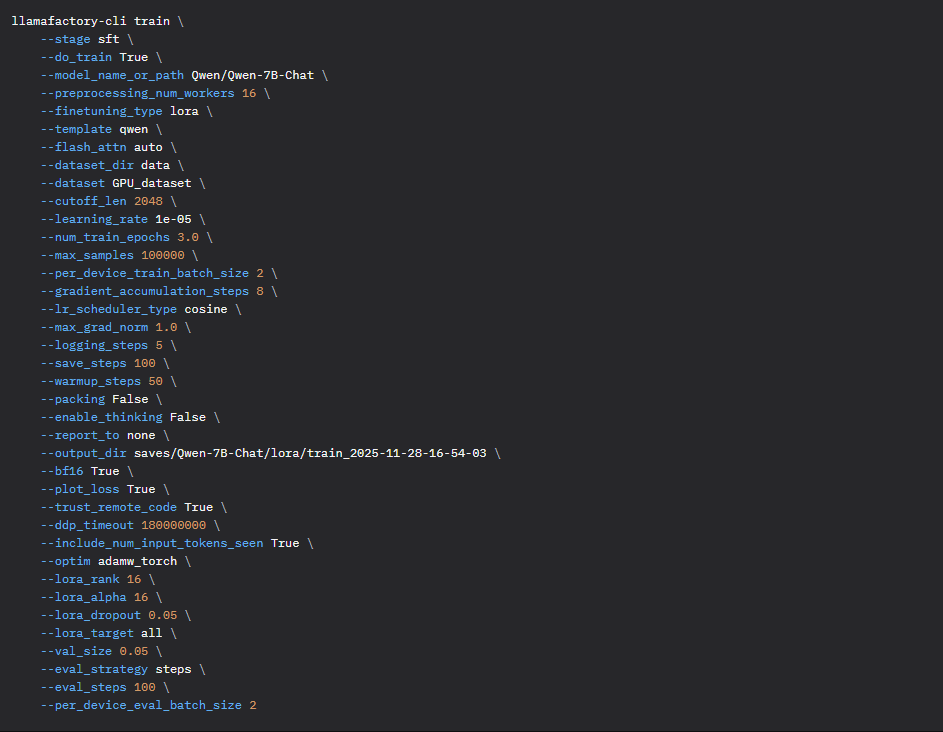 llamafactory-cli train \
--stage sft \
--do_train True \
--model_name_or_path Qwen/Qwen-7B-Chat \
--preprocessing_num_workers 16 \
--finetuning_type lora \
--template qwen \
--flash_attn auto \
--dataset_dir data \
--dataset GPU_dataset \
--cutoff_len 2048 \
--learning_rate 1e-05 \
--num_train_epochs 3.0 \
--max_samples 100000 \
--per_device_train_batch_size 2 \
--gradient_accumulation_steps 8 \
--lr_scheduler_type cosine \
--max_grad_norm 1.0 \
--logging_steps 5 \
--save_steps 100 \
--warmup_steps 50 \
--packing False \
--enable_thinking False \
--report_to none \
--output_dir saves/Qwen-7B-Chat/lora/train_2025-11-28-16-54-03 \
--bf16 True \
--plot_loss True \
--trust_remote_code True \
--ddp_timeout 180000000 \
--include_num_input_tokens_seen True \
--optim adamw_torch \
--lora_rank 16 \
--lora_alpha 16 \
--lora_dropout 0.05 \
--lora_target all \
--val_size 0.05 \
--eval_strategy steps \
--eval_steps 100 \
--per_device_eval_batch_size 2